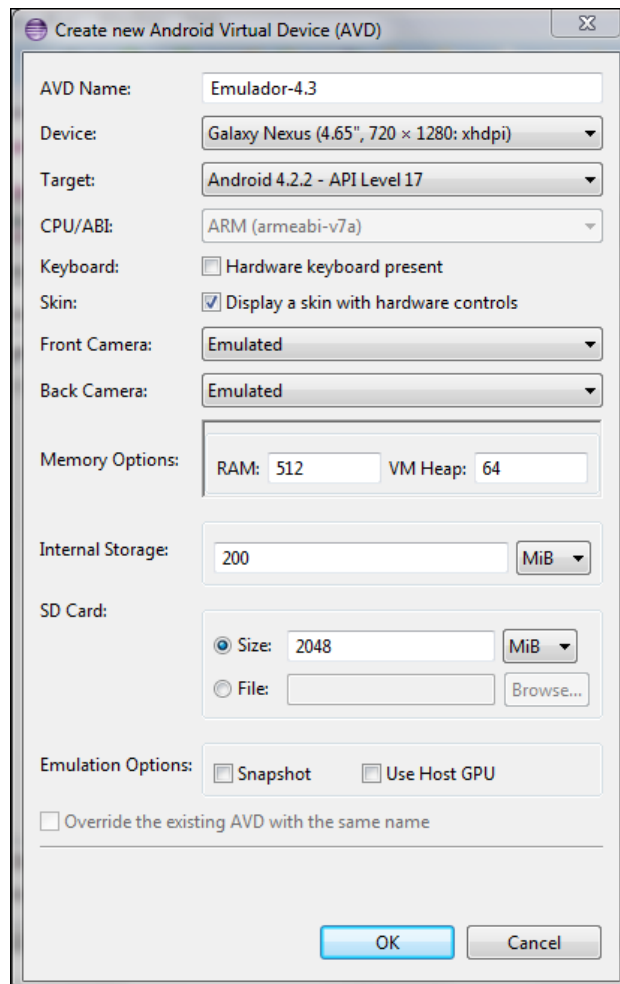 Create new Android Virtual Device (AVD)
AVD Name: Emulador-4.3
Device: Galaxy Nexus (4.65", 720 × 1280: xhdpi)
Target: Android 4.2.2 - API Level 17
CPU/ABI: ARM (armeabi-v7a)
Keyboard: Hardware keyboard present
Skin: Display a skin with hardware controls
Front Camera: Emulated
Back Camera: Emulated
Memory Options: RAM: 512 VM Heap: 64
Internal Storage: 200 MiB
SD Card:
Size: 2048 MiB
File: Browse...
Emulation Options: Snapshot Use Host GPU
Override the existing AVD with the same name
OK Cancel